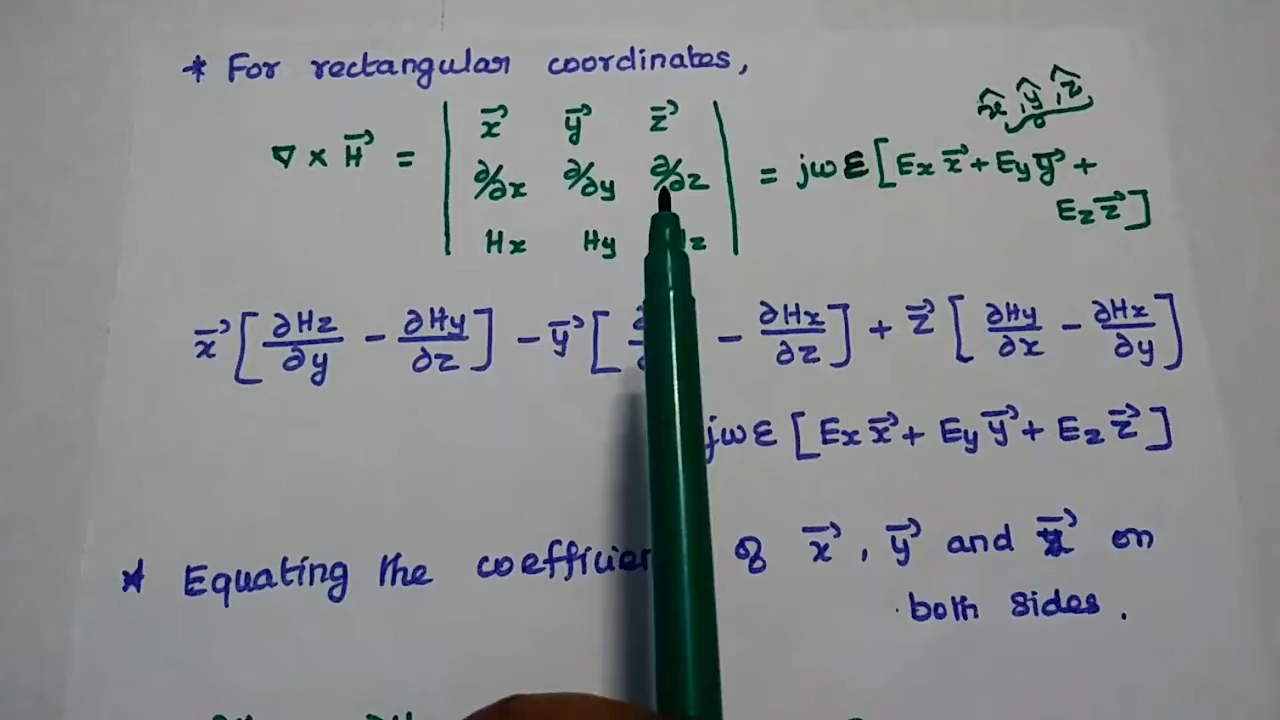 * For rectangular coordinates,
x̂, ŷ, ẑ
∇ × H⃗ = | x⃗ y⃗ z⃗ | = jωε [Ex x⃗ + Ey y⃗ +
∂/∂x ∂/∂y ∂/∂z
Ez z⃗ ]
Hx Hy z
x⃗ [ ∂Hz/∂y − ∂Hy/∂z ] − y⃗ [ − ∂Hx/∂z ] + z⃗ [ ∂Hy/∂x − ∂Hx/∂y ]
jωε [ Ex x⃗ + Ey y⃗ + Ez z⃗ ]
* Equating the of x⃗, y⃗ and z⃗ on
both sides.